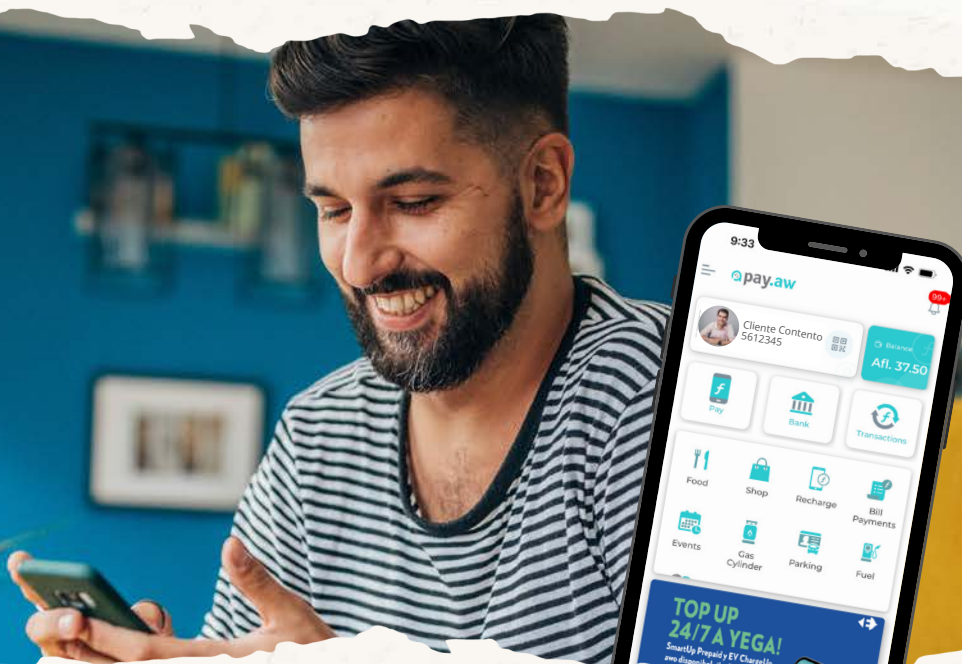 9:33
pay.aw
99+
Cliente Contento
5612345
Balance
Afl. 37.50
Pay
Bank
Transactions
Food
Shop
Recharge
Bill
Payments
Events
Gas
Cylinder
Parking
Fuel
TOP UP
24/7 A YEGA!
SmartUp Prepaid y EV ChargeUp